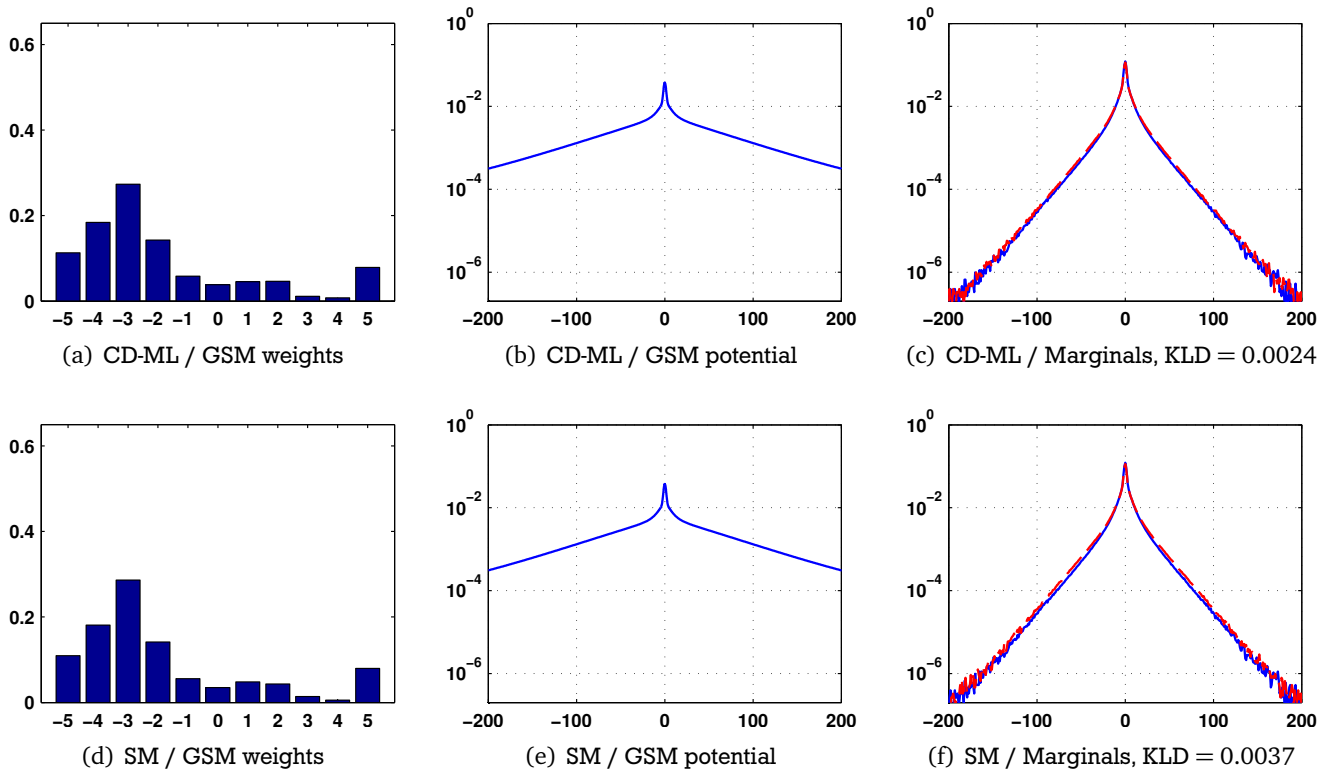 0.6
0.4
0.2
0
−5 −4 −3 −2 −1 0 1 2 3 4 5
(a) CD-ML / GSM weights
10^0
10^−2
10^−4
10^−6
−200 −100 0 100 200
(b) CD-ML / GSM potential
10^0
10^−2
10^−4
10^−6
−200 −100 0 100 200
(c) CD-ML / Marginals, KLD = 0.0024
0.6
0.4
0.2
0
−5 −4 −3 −2 −1 0 1 2 3 4 5
(d) SM / GSM weights
10^0
10^−2
10^−4
10^−6
−200 −100 0 100 200
(e) SM / GSM potential
10^0
10^−2
10^−4
10^−6
−200 −100 0 100 200
(f) SM / Marginals, KLD = 0.0037